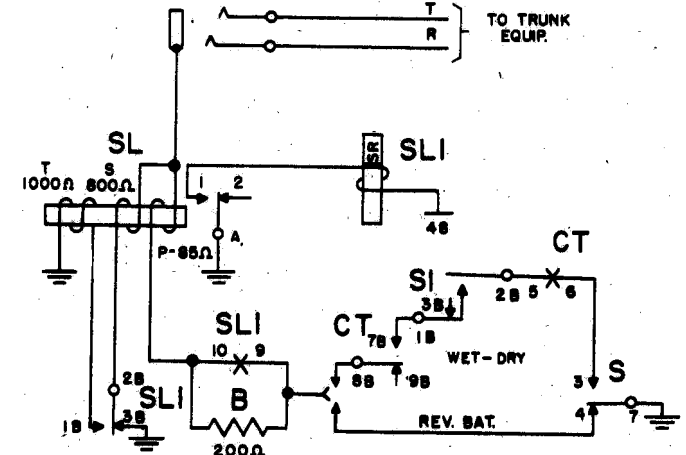 T
TO TRUNK
R
EQUIP.
SL
SR
SL1
T
S
1000Ω
800Ω
1
2
4B
A
P-85Ω
CT
S1
2B
5
6
3B
SL1
CT
7B
1B
10
9
WET-DRY
S
2B
SL1
B
8B
9B
3
1B
3B
4
7
REV. BAT.
200Ω